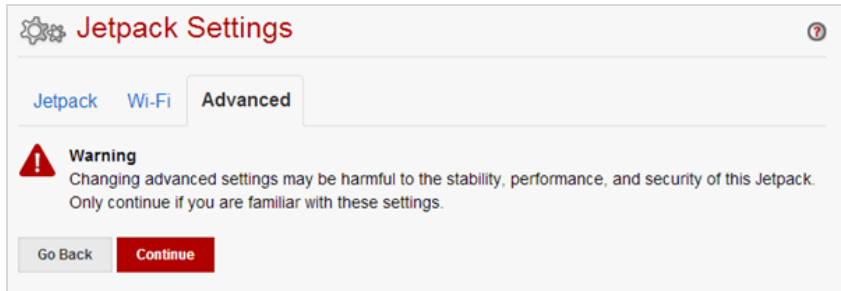 Jetpack Settings
?
Jetpack Wi-Fi Advanced
Warning
Changing advanced settings may be harmful to the stability, performance, and security of this Jetpack.
Only continue if you are familiar with these settings.
Go Back Continue